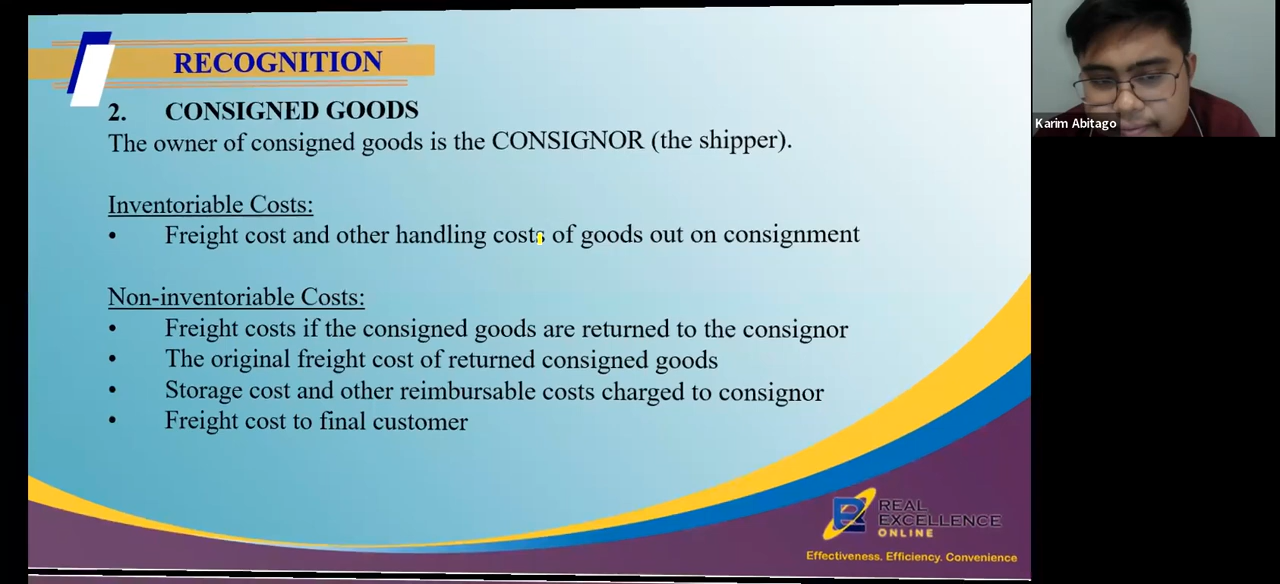 RECOGNITION
2. CONSIGNED GOODS
The owner of consigned goods is the CONSIGNOR (the shipper).
Inventoriable Costs:
• Freight cost and other handling costs of goods out on consignment
Non-inventoriable Costs:
• Freight costs if the consigned goods are returned to the consignor
• The original freight cost of returned consigned goods
• Storage cost and other reimbursable costs charged to consignor
• Freight cost to final customer
REAL
EXCELLENCE
ONLINE
Effectiveness. Efficiency. Convenience
Karim Abitago